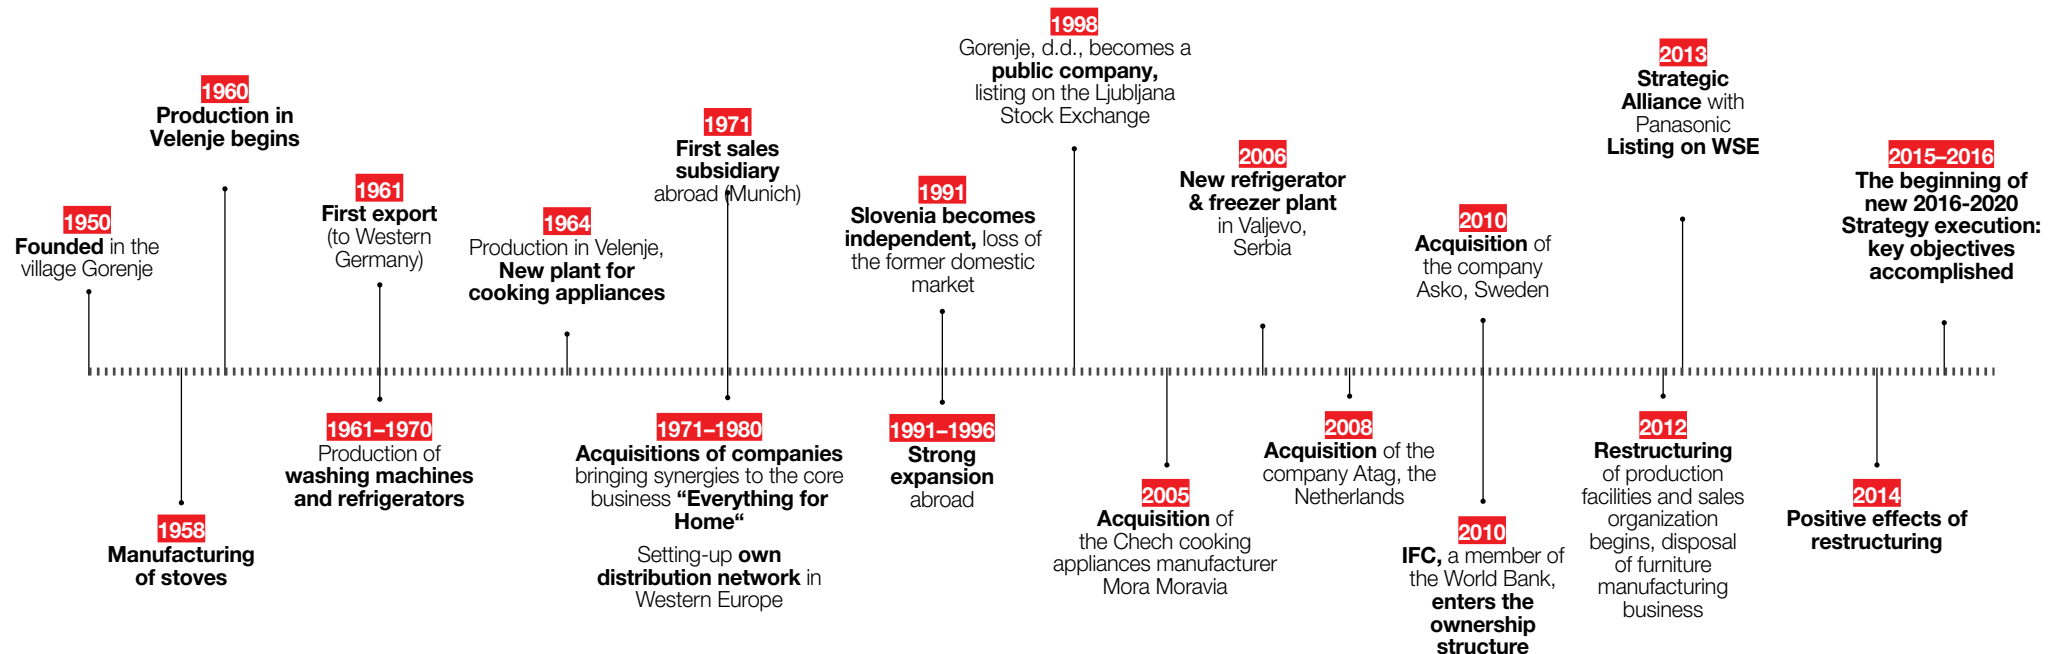 1950
Founded in the
village Gorenje
1958
Manufacturing
of stoves
1960
Production in
Velenje begins
1961
First export
(to Western
Germany)
1961–1970
Production of
washing machines
and refrigerators
1964
Production in Velenje,
New plant for
cooking appliances
1971
First sales
subsidiary
abroad (Munich)
1971–1980
Acquisitions of companies
bringing synergies to the core
business “Everything for
Home“
Setting-up own
distribution network in
Western Europe
1991
Slovenia becomes
independent, loss of
the former domestic
market
1991–1996
Strong
expansion
abroad
1998
Gorenje, d.d., becomes a
public company,
listing on the Ljubljana
Stock Exchange
2005
Acquisition of
the Chech cooking
appliances manufacturer
Mora Moravia
2006
New refrigerator
& freezer plant
in Valjevo,
Serbia
2008
Acquisition of the
company Atag, the
Netherlands
2010
Acquisition of
the company
Asko, Sweden
2010
IFC, a member of
the World Bank,
enters the
ownership
structure
2012
Restructuring
of production
facilities and sales
organization
begins, disposal
of furniture
manufacturing
business
2013
Strategic
Alliance with
Panasonic
Listing on WSE
2014
Positive effects of
restructuring
2015–2016
The beginning of
new 2016-2020
Strategy execution:
key objectives
accomplished